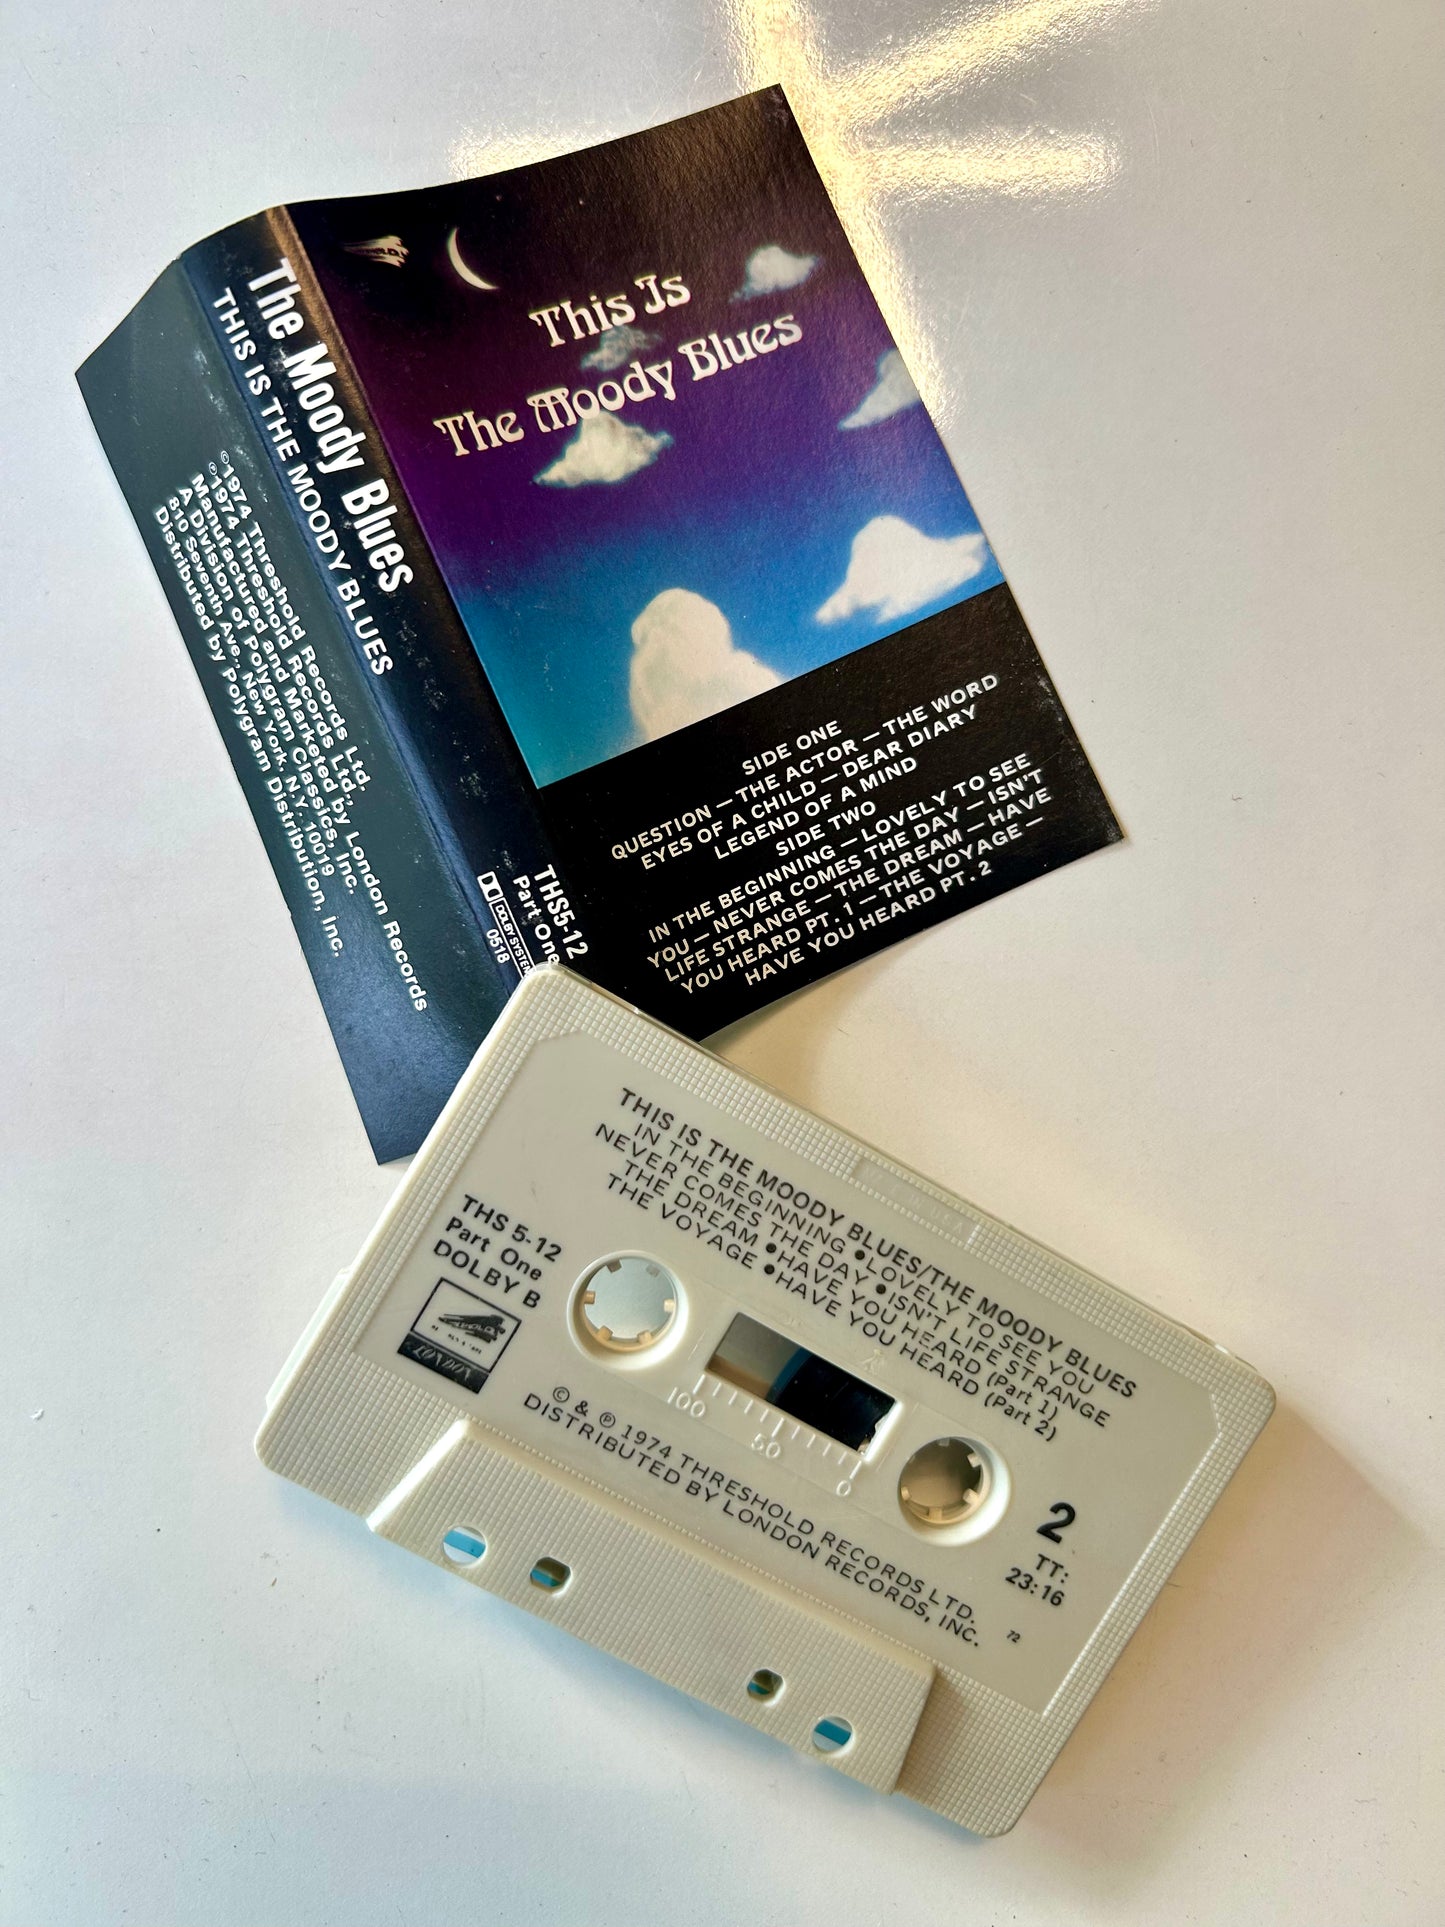 This Is
The Moody Blues
SIDE ONE
QUESTION — THE ACTOR — THE WORD
EYES OF A CHILD — DEAR DIARY
LEGEND OF A MIND
SIDE TWO
IN THE BEGINNING — LOVELY TO SEE
YOU — NEVER COMES THE DAY — ISN'T
LIFE STRANGE — THE DREAM — HAVE
YOU HEARD PT. 1 — THE VOYAGE —
HAVE YOU HEARD PT. 2
The Moody Blues
THIS IS THE MOODY BLUES
THS5-12
Part One
DOLBY SYSTEM
0518
©1974 Threshold Records Ltd.
℗1974 Threshold Records Ltd.,
Manufactured and Marketed by London Records
A Division of Polygram Classics, Inc.
810 Seventh Ave., New York, N.Y. 10019
Distributed by Polygram Distribution, Inc.
THIS IS THE MOODY BLUES/THE MOODY BLUES
IN THE BEGINNING •LOVELY TO SEE YOU
NEVER COMES THE DAY •ISN'T LIFE STRANGE
THE DREAM •HAVE YOU HEARD (Part 1)
THE VOYAGE •HAVE YOU HEARD (Part 2)
THS 5-12
Part One
DOLBY B
LONDON
100 50 0
2
TT:
23:16
© & ℗ 1974 THRESHOLD RECORDS LTD.
DISTRIBUTED BY LONDON RECORDS, INC.
72